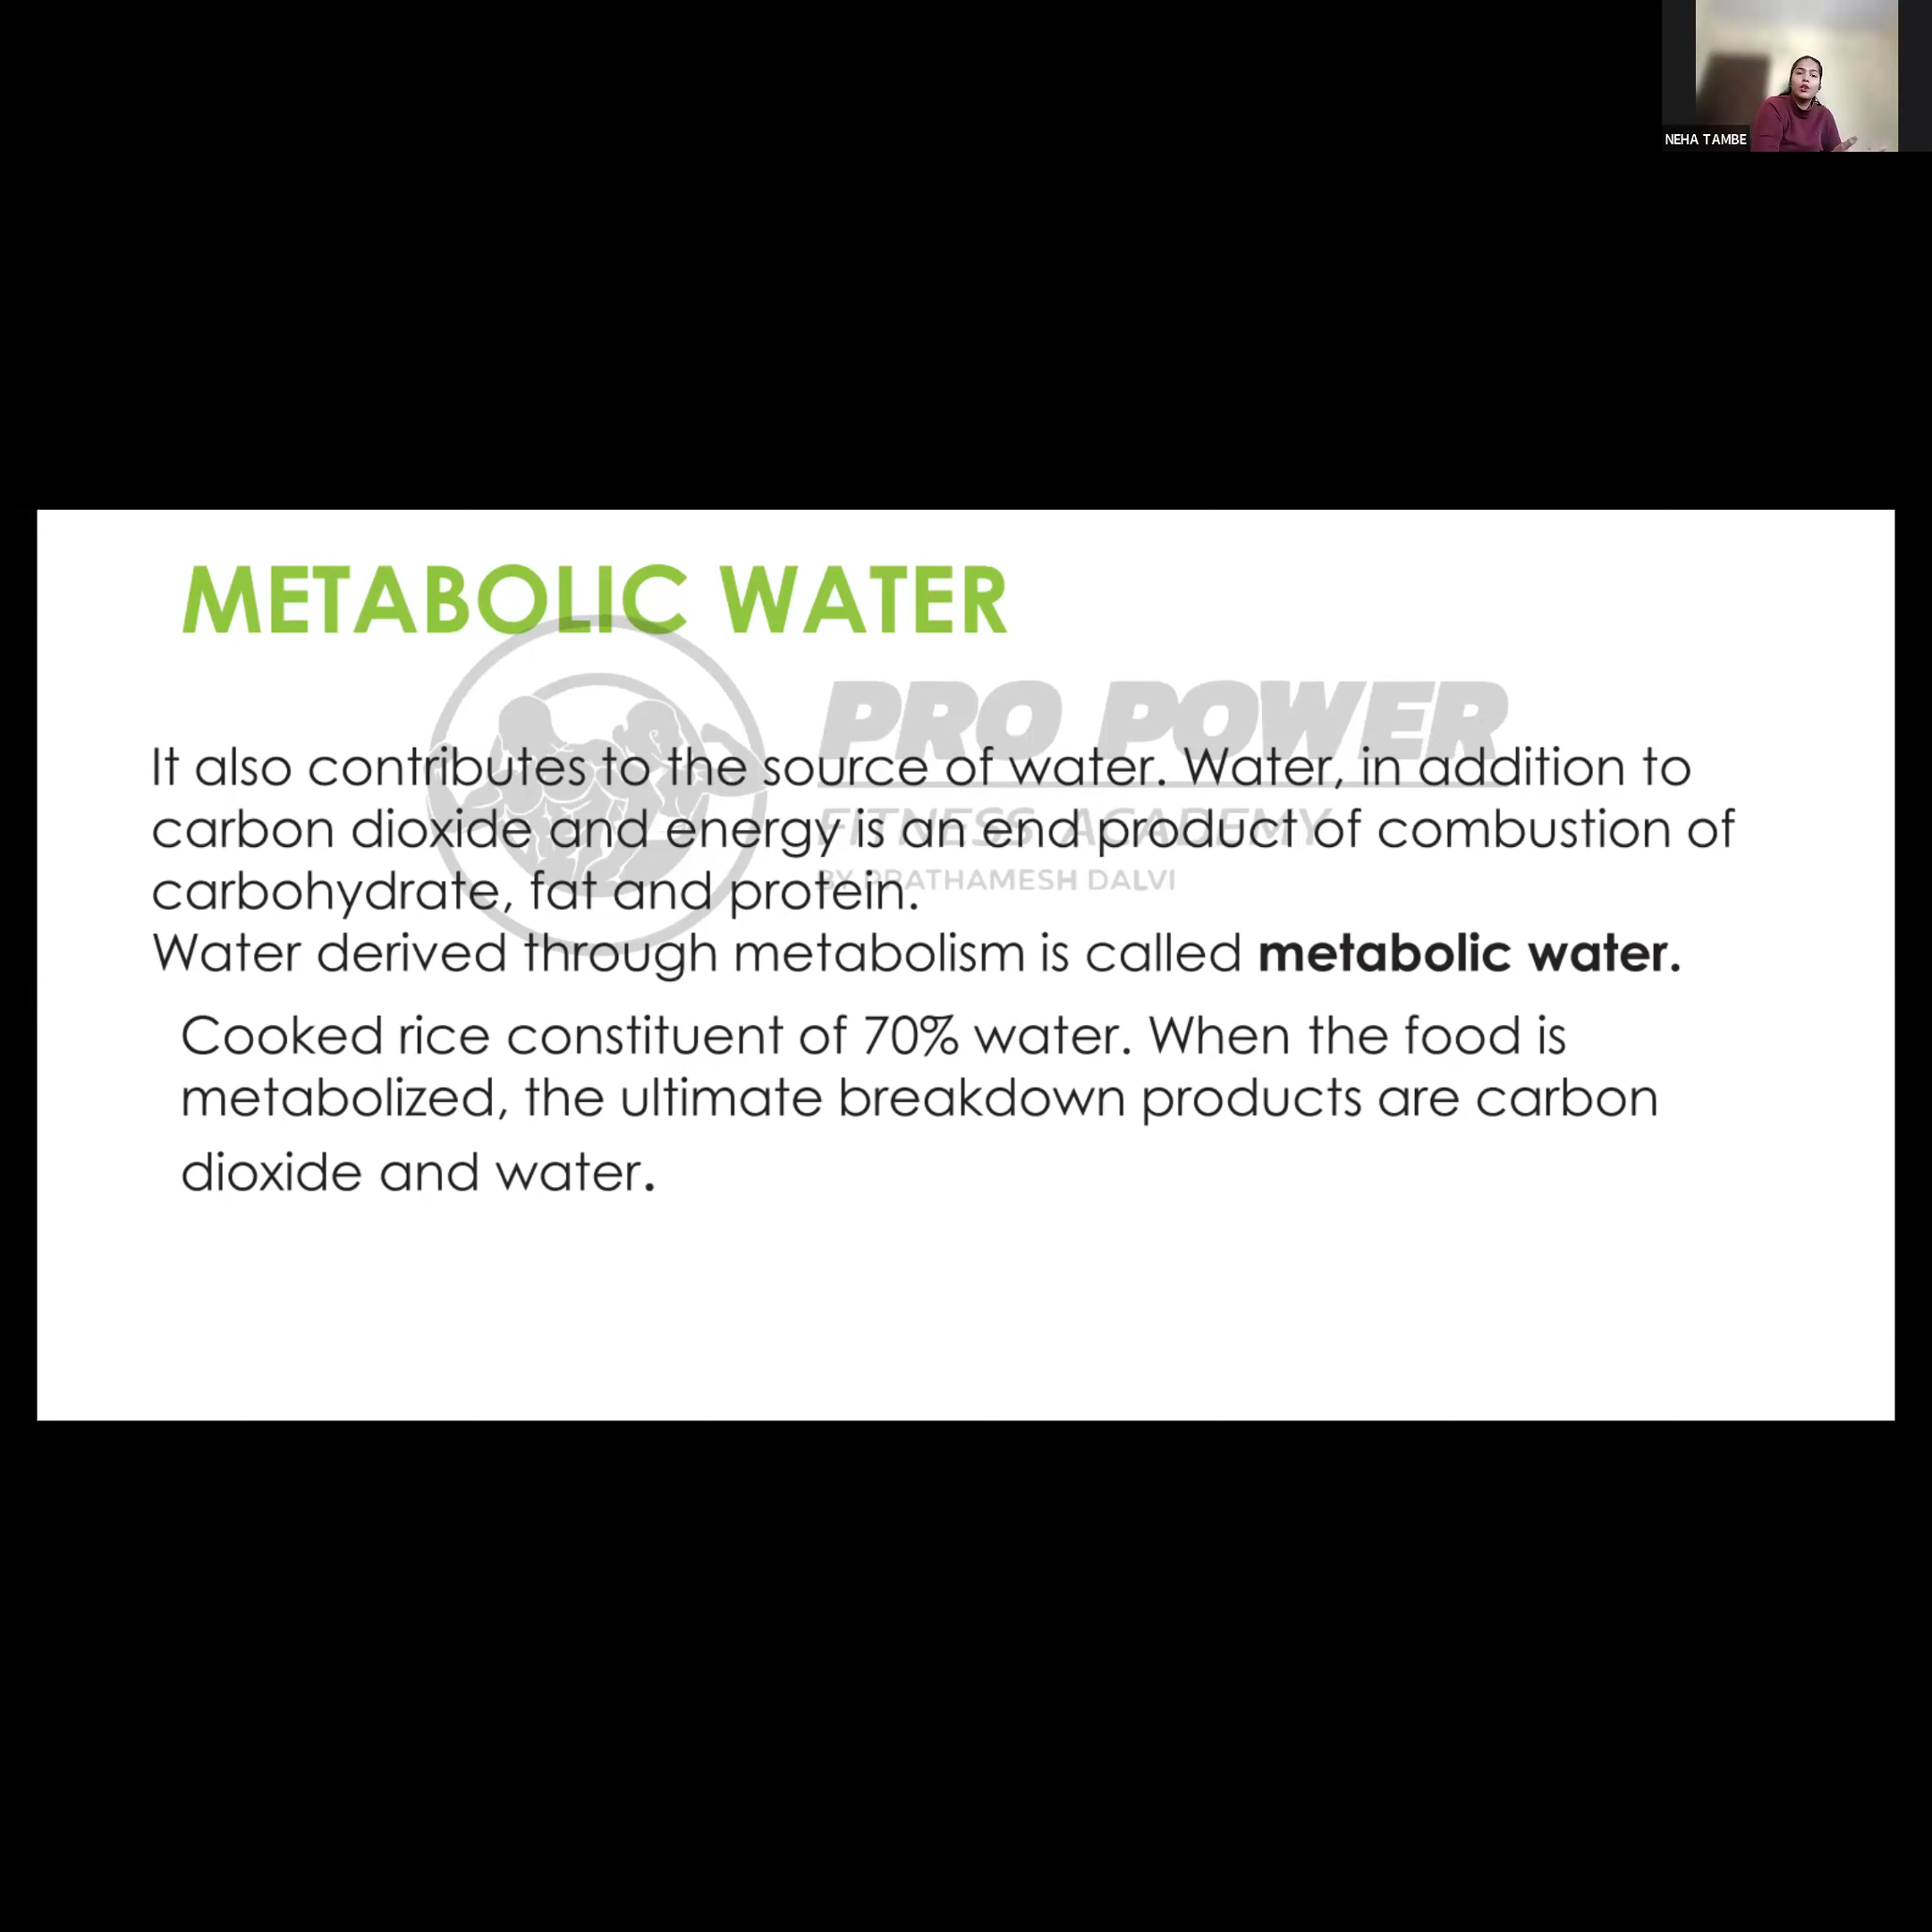 NEHA TAMBE
METABOLIC WATER
PRO POWER
FITNESS ACADEMY
BY PRATHAMESH DALVI
It also contributes to the source of water. Water, in addition to
carbon dioxide and energy is an end product of combustion of
carbohydrate, fat and protein.
Water derived through metabolism is called metabolic water.
Cooked rice constituent of 70% water. When the food is
metabolized, the ultimate breakdown products are carbon
dioxide and water.